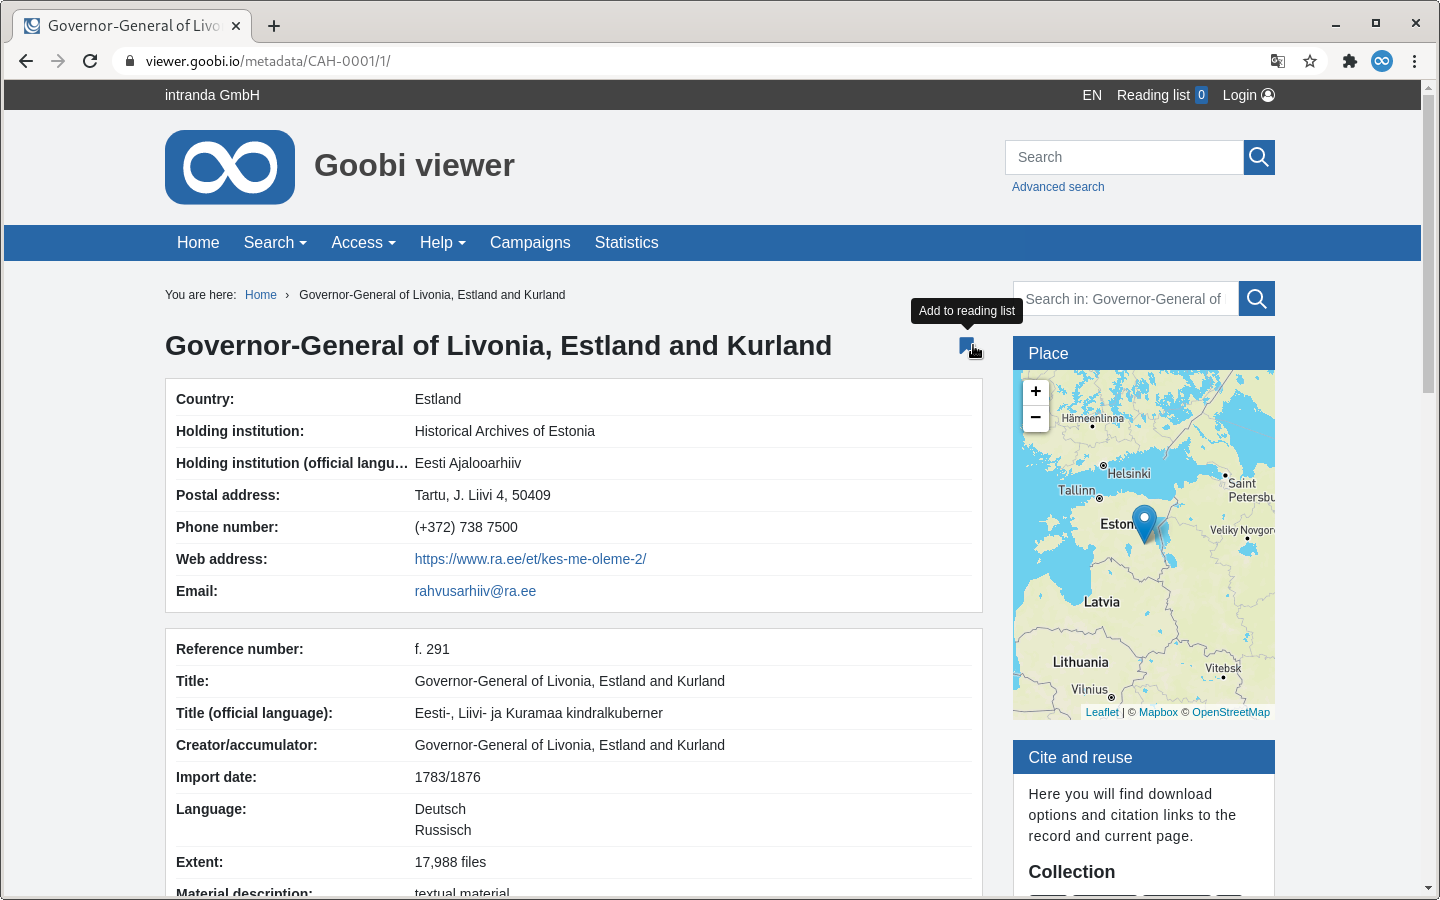 Governor-General of Livo
viewer.goobi.io/metadata/CAH-0001/1/
intranda GmbH
EN Reading list 0 Login
Goobi viewer
Search
Advanced search
Home Search Access Help Campaigns Statistics
You are here: Home › Governor-General of Livonia, Estland and Kurland
Search in: Governor-General of
Add to reading list
Governor-General of Livonia, Estland and Kurland
Country: Estland
Holding institution: Historical Archives of Estonia
Holding institution (official langu… Eesti Ajalooarhiiv
Postal address: Tartu, J. Liivi 4, 50409
Phone number: (+372) 738 7500
Web address: https://www.ra.ee/et/kes-me-oleme-2/
Email: rahvusarhiiv@ra.ee
Reference number: f. 291
Title: Governor-General of Livonia, Estland and Kurland
Title (official language): Eesti-, Liivi- ja Kuramaa kindralkuberner
Creator/accumulator: Governor-General of Livonia, Estland and Kurland
Import date: 1783/1876
Language: Deutsch
Russisch
Extent: 17,988 files
Material description: textual material
Place
+
−
Hämeenlinna
Helsinki
Tallinn
Saint
Petersbu
Eston
Veliky Novgor
Latvia
Lithuania
Vitebsk
Vilnius
Leaflet | © Mapbox © OpenStreetMap
Cite and reuse
Here you will find download
options and citation links to the
record and current page.
Collection